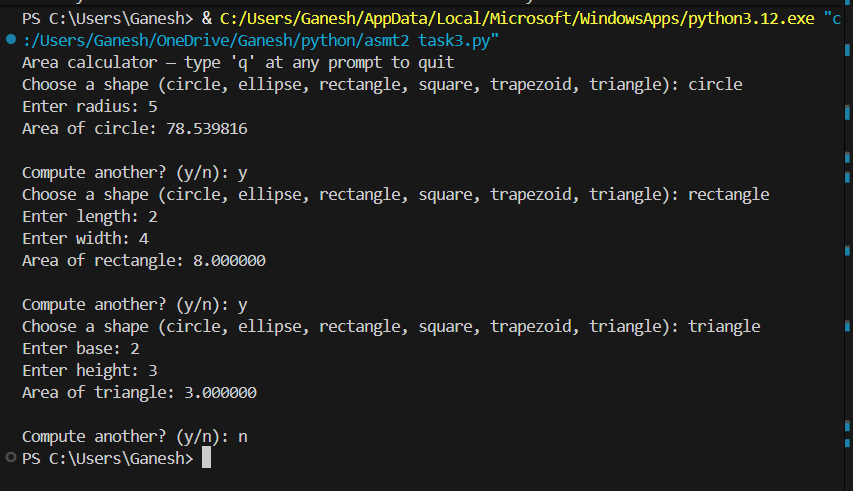 PS C:\Users\Ganesh> & C:/Users/Ganesh/AppData/Local/Microsoft/WindowsApps/python3.12.exe "c
:/Users/Ganesh/OneDrive/Ganesh/python/asmt2 task3.py"
Area calculator — type 'q' at any prompt to quit
Choose a shape (circle, ellipse, rectangle, square, trapezoid, triangle): circle
Enter radius: 5
Area of circle: 78.539816

Compute another? (y/n): y
Choose a shape (circle, ellipse, rectangle, square, trapezoid, triangle): rectangle
Enter length: 2
Enter width: 4
Area of rectangle: 8.000000

Compute another? (y/n): y
Choose a shape (circle, ellipse, rectangle, square, trapezoid, triangle): triangle
Enter base: 2
Enter height: 3
Area of triangle: 3.000000

Compute another? (y/n): n
PS C:\Users\Ganesh>